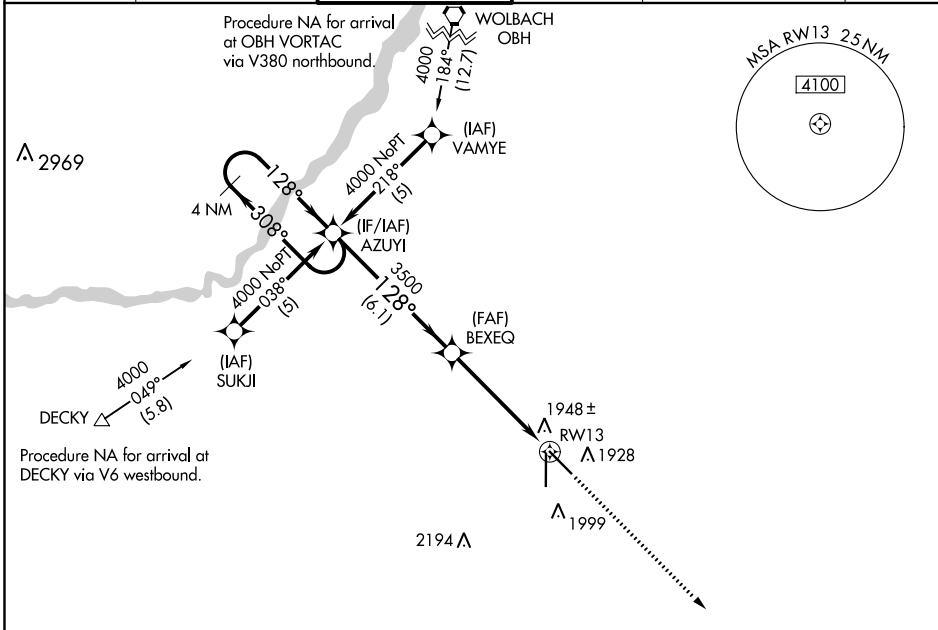 Procedure NA for arrival
at OBH VORTAC
via V380 northbound.
WOLBACH
OBH
4000
184°
(12.7)
MSA RW13 25 NM
4100
(IAF)
VAMYE
2969
4000 NoPT
218°
(5)
128°
4 NM
308°
(IF/IAF)
AZUYI
4000 NoPT
038°
(5)
3500
128°
(6.1)
(FAF)
BEXEQ
(IAF)
SUKJI
4000
049°
(5.8)
DECKY
1948 ±
RW13
1928
Procedure NA for arrival at
DECKY via V6 westbound.
1999
2194